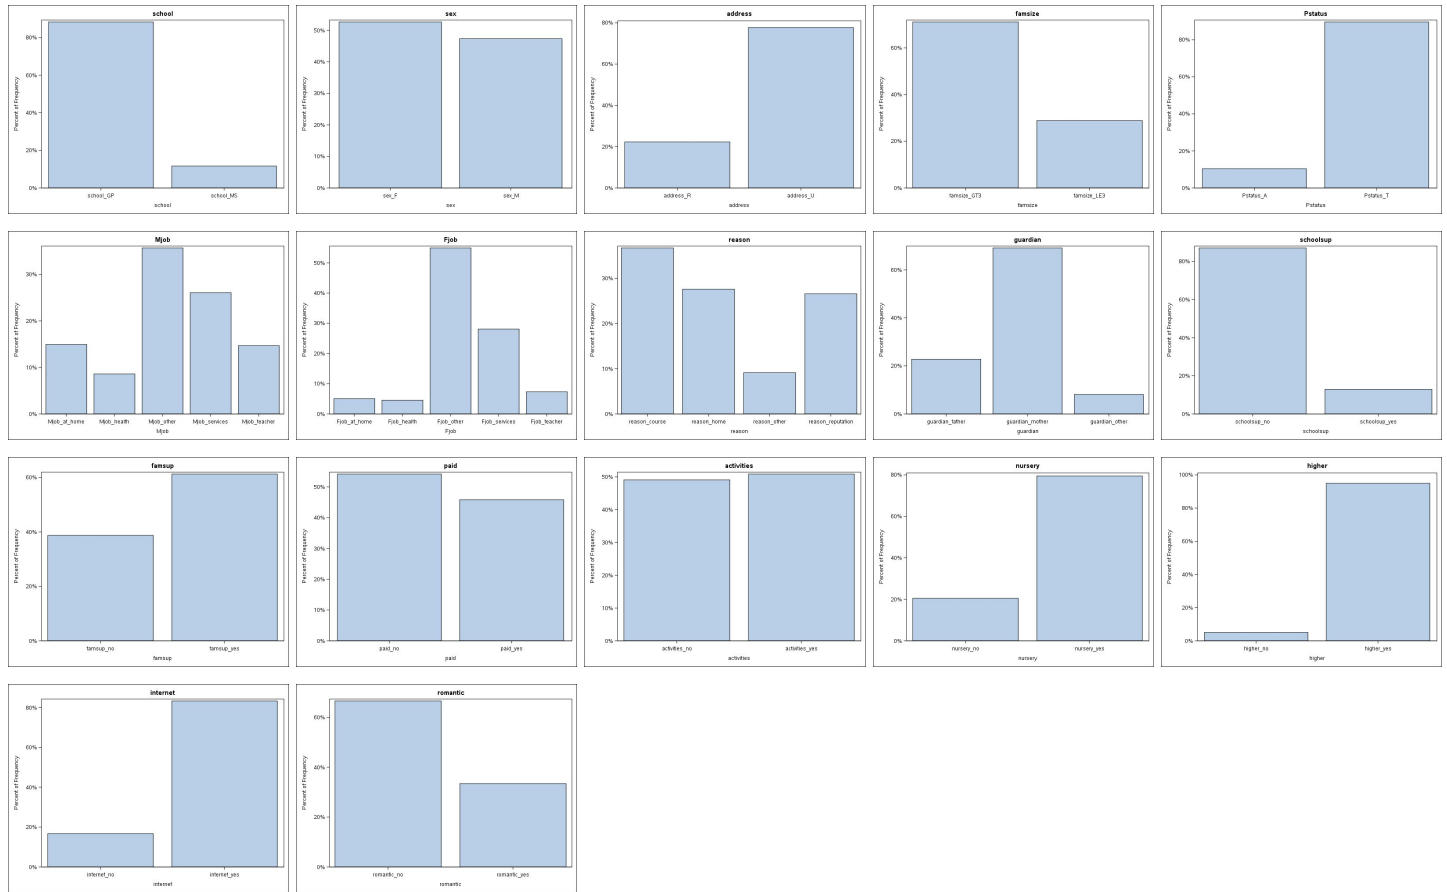 school
80%
60%
40%
20%
0%
Percent of Frequency
school_GP school_MS
school
sex
50%
40%
30%
20%
10%
0%
Percent of Frequency
sex_F sex_M
sex
address
80%
60%
40%
20%
0%
Percent of Frequency
address_R address_U
address
famsize
60%
40%
20%
0%
Percent of Frequency
famsize_GT3 famsize_LE3
famsize
Pstatus
80%
60%
40%
20%
0%
Percent of Frequency
Pstatus_A Pstatus_T
Pstatus
Mjob
30%
20%
10%
0%
Percent of Frequency
Mjob_at_home Mjob_health Mjob_other Mjob_services Mjob_teacher
Mjob
Fjob
50%
40%
30%
20%
10%
0%
Percent of Frequency
Fjob_at_home Fjob_health Fjob_other Fjob_services Fjob_teacher
Fjob
reason
30%
20%
10%
0%
Percent of Frequency
reason_course reason_home reason_other reason_reputation
reason
guardian
60%
40%
20%
0%
Percent of Frequency
guardian_father guardian_mother guardian_other
guardian
schoolsup
80%
60%
40%
20%
0%
Percent of Frequency
schoolsup_no schoolsup_yes
schoolsup
famsup
60%
40%
20%
0%
Percent of Frequency
famsup_no famsup_yes
famsup
paid
50%
40%
30%
20%
10%
0%
Percent of Frequency
paid_no paid_yes
paid
activities
50%
40%
30%
20%
10%
0%
Percent of Frequency
activities_no activities_yes
activities
nursery
80%
60%
40%
20%
0%
Percent of Frequency
nursery_no nursery_yes
nursery
higher
100%
80%
60%
40%
20%
0%
Percent of Frequency
higher_no higher_yes
higher
internet
80%
60%
40%
20%
0%
Percent of Frequency
internet_no internet_yes
internet
romantic
60%
40%
20%
0%
Percent of Frequency
romantic_no romantic_yes
romantic